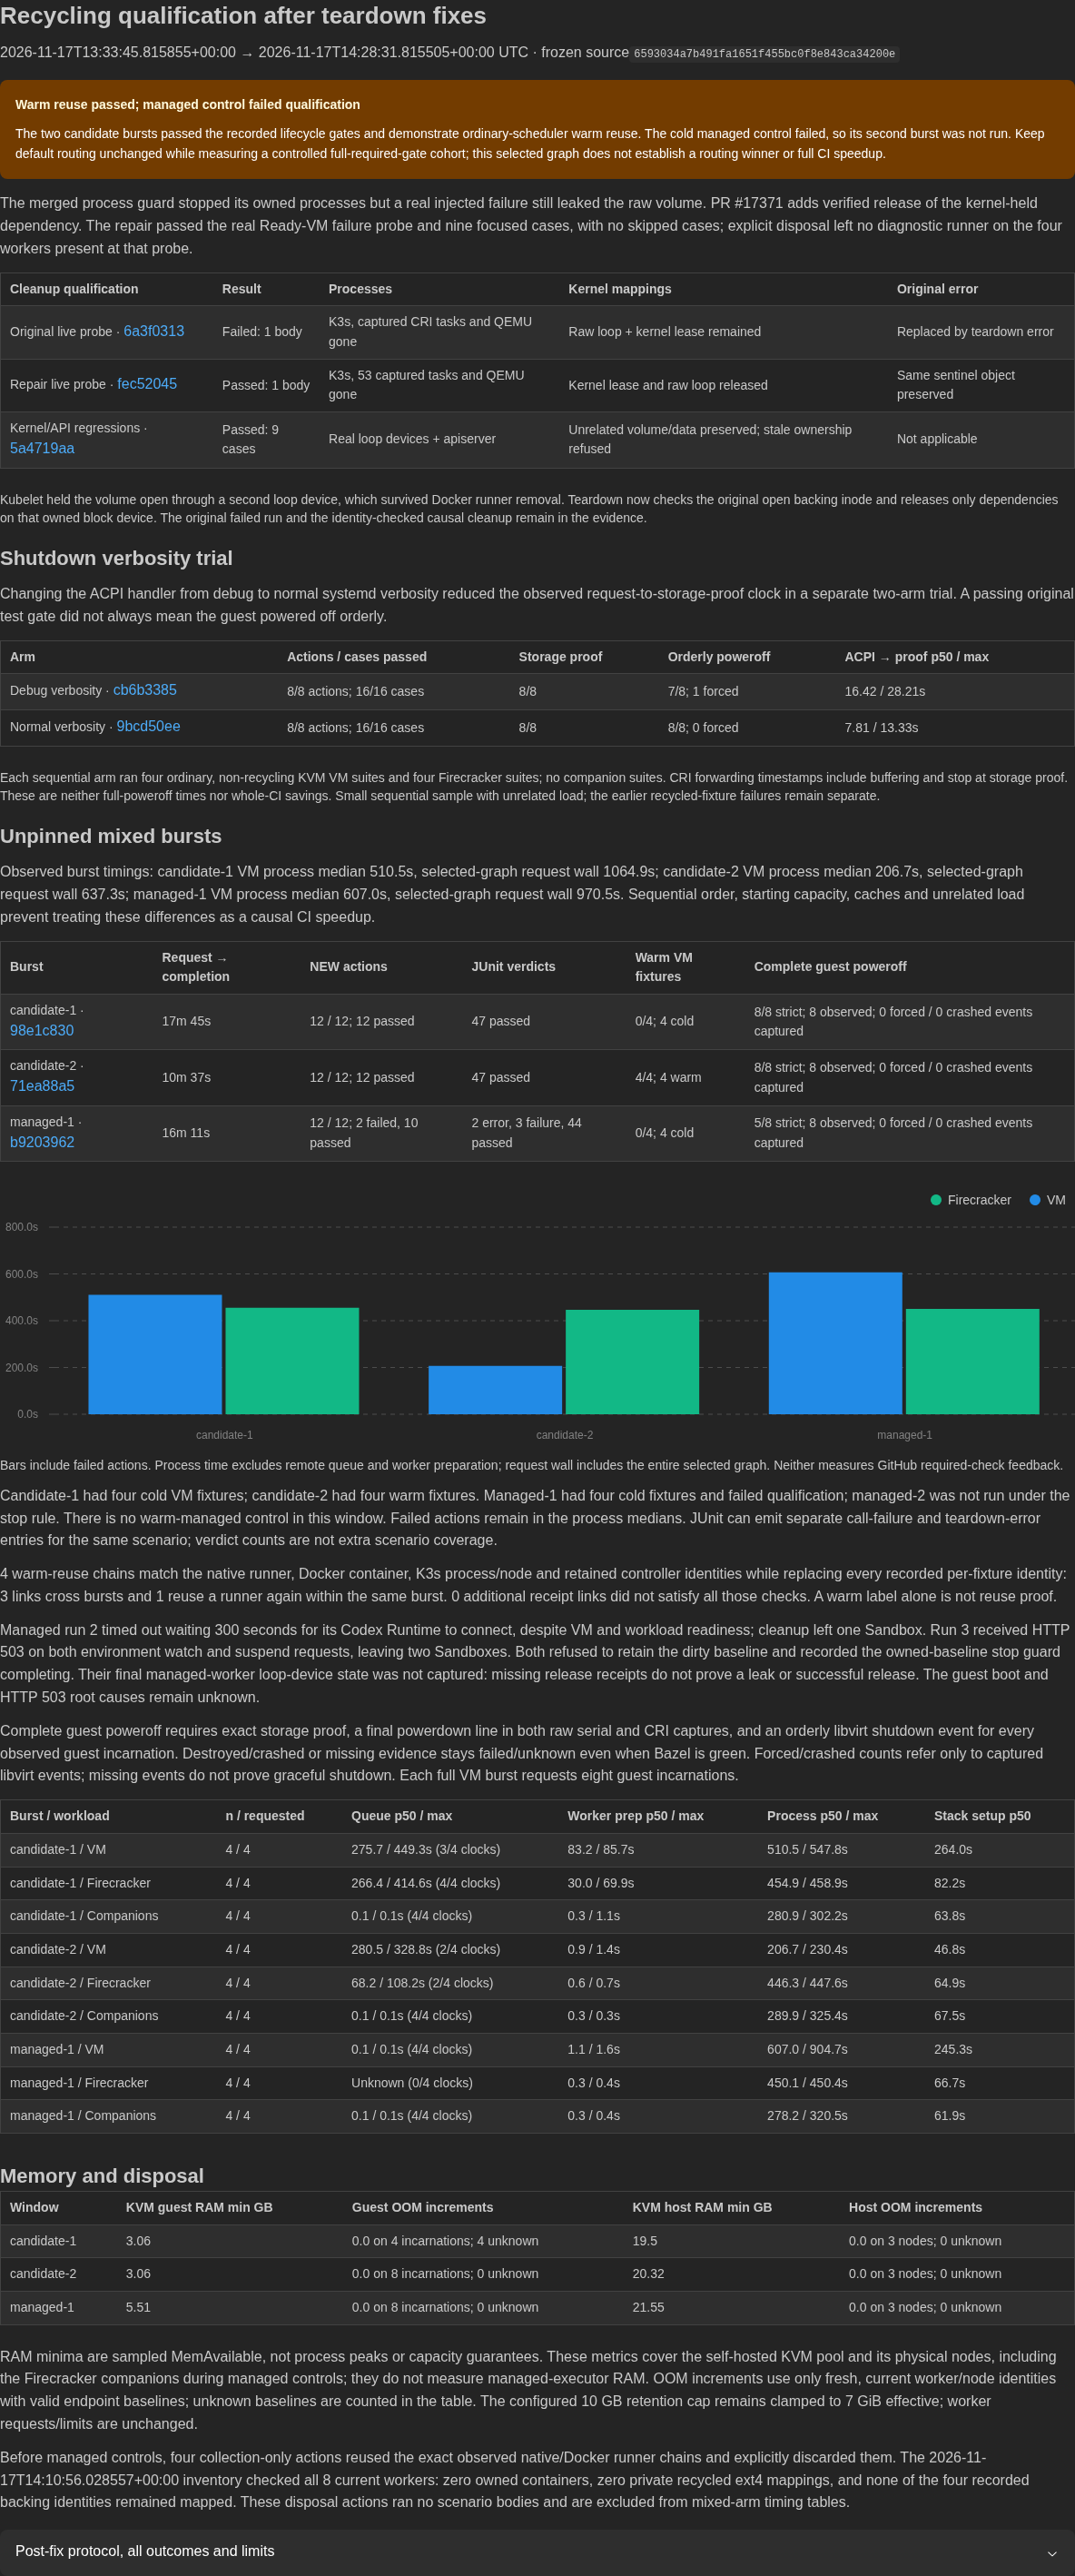 Recycling qualification after teardown fixes
2026-11-17T13:33:45.815855+00:00 → 2026-11-17T14:28:31.815505+00:00 UTC · frozen source 6593034a7b491fa1651f455bc0f8e843ca34200e
Warm reuse passed; managed control failed qualification
The two candidate bursts passed the recorded lifecycle gates and demonstrate ordinary-scheduler warm reuse. The cold managed control failed, so its second burst was not run. Keep
default routing unchanged while measuring a controlled full-required-gate cohort; this selected graph does not establish a routing winner or full CI speedup.
The merged process guard stopped its owned processes but a real injected failure still leaked the raw volume. PR #17371 adds verified release of the kernel-held
dependency. The repair passed the real Ready-VM failure probe and nine focused cases, with no skipped cases; explicit disposal left no diagnostic runner on the four
workers present at that probe.
Cleanup qualification Result Processes Kernel mappings Original error
Original live probe · 6a3f0313 Failed: 1 body K3s, captured CRI tasks and QEMU gone Raw loop + kernel lease remained Replaced by teardown error
Repair live probe · fec52045 Passed: 1 body K3s, 53 captured tasks and QEMU gone Kernel lease and raw loop released Same sentinel object preserved
Kernel/API regressions · 5a4719aa Passed: 9 cases Real loop devices + apiserver Unrelated volume/data preserved; stale ownership refused Not applicable
Kubelet held the volume open through a second loop device, which survived Docker runner removal. Teardown now checks the original open backing inode and releases only dependencies
on that owned block device. The original failed run and the identity-checked causal cleanup remain in the evidence.
Shutdown verbosity trial
Changing the ACPI handler from debug to normal systemd verbosity reduced the observed request-to-storage-proof clock in a separate two-arm trial. A passing original
test gate did not always mean the guest powered off orderly.
Arm Actions / cases passed Storage proof Orderly poweroff ACPI → proof p50 / max
Debug verbosity · cb6b3385 8/8 actions; 16/16 cases 8/8 7/8; 1 forced 16.42 / 28.21s
Normal verbosity · 9bcd50ee 8/8 actions; 16/16 cases 8/8 8/8; 0 forced 7.81 / 13.33s
Each sequential arm ran four ordinary, non-recycling KVM VM suites and four Firecracker suites; no companion suites. CRI forwarding timestamps include buffering and stop at storage proof.
These are neither full-poweroff times nor whole-CI savings. Small sequential sample with unrelated load; the earlier recycled-fixture failures remain separate.
Unpinned mixed bursts
Observed burst timings: candidate-1 VM process median 510.5s, selected-graph request wall 1064.9s; candidate-2 VM process median 206.7s, selected-graph
request wall 637.3s; managed-1 VM process median 607.0s, selected-graph request wall 970.5s. Sequential order, starting capacity, caches and unrelated load
prevent treating these differences as a causal CI speedup.
Burst Request → completion NEW actions JUnit verdicts Warm VM fixtures Complete guest poweroff
candidate-1 · 98e1c830 17m 45s 12 / 12; 12 passed 47 passed 0/4; 4 cold 8/8 strict; 8 observed; 0 forced / 0 crashed events captured
candidate-2 · 71ea88a5 10m 37s 12 / 12; 12 passed 47 passed 4/4; 4 warm 8/8 strict; 8 observed; 0 forced / 0 crashed events captured
managed-1 · b9203962 16m 11s 12 / 12; 2 failed, 10 passed 2 error, 3 failure, 44 passed 0/4; 4 cold 5/8 strict; 8 observed; 0 forced / 0 crashed events captured
Firecracker VM
800.0s
600.0s
400.0s
200.0s
0.0s
candidate-1 candidate-2 managed-1
Bars include failed actions. Process time excludes remote queue and worker preparation; request wall includes the entire selected graph. Neither measures GitHub required-check feedback.
Candidate-1 had four cold VM fixtures; candidate-2 had four warm fixtures. Managed-1 had four cold fixtures and failed qualification; managed-2 was not run under the
stop rule. There is no warm-managed control in this window. Failed actions remain in the process medians. JUnit can emit separate call-failure and teardown-error
entries for the same scenario; verdict counts are not extra scenario coverage.
4 warm-reuse chains match the native runner, Docker container, K3s process/node and retained controller identities while replacing every recorded per-fixture identity:
3 links cross bursts and 1 reuse a runner again within the same burst. 0 additional receipt links did not satisfy all those checks. A warm label alone is not reuse proof.
Managed run 2 timed out waiting 300 seconds for its Codex Runtime to connect, despite VM and workload readiness; cleanup left one Sandbox. Run 3 received HTTP
503 on both environment watch and suspend requests, leaving two Sandboxes. Both refused to retain the dirty baseline and recorded the owned-baseline stop guard
completing. Their final managed-worker loop-device state was not captured: missing release receipts do not prove a leak or successful release. The guest boot and
HTTP 503 root causes remain unknown.
Complete guest poweroff requires exact storage proof, a final powerdown line in both raw serial and CRI captures, and an orderly libvirt shutdown event for every
observed guest incarnation. Destroyed/crashed or missing evidence stays failed/unknown even when Bazel is green. Forced/crashed counts refer only to captured
libvirt events; missing events do not prove graceful shutdown. Each full VM burst requests eight guest incarnations.
Burst / workload n / requested Queue p50 / max Worker prep p50 / max Process p50 / max Stack setup p50
candidate-1 / VM 4 / 4 275.7 / 449.3s (3/4 clocks) 83.2 / 85.7s 510.5 / 547.8s 264.0s
candidate-1 / Firecracker 4 / 4 266.4 / 414.6s (4/4 clocks) 30.0 / 69.9s 454.9 / 458.9s 82.2s
candidate-1 / Companions 4 / 4 0.1 / 0.1s (4/4 clocks) 0.3 / 1.1s 280.9 / 302.2s 63.8s
candidate-2 / VM 4 / 4 280.5 / 328.8s (2/4 clocks) 0.9 / 1.4s 206.7 / 230.4s 46.8s
candidate-2 / Firecracker 4 / 4 68.2 / 108.2s (2/4 clocks) 0.6 / 0.7s 446.3 / 447.6s 64.9s
candidate-2 / Companions 4 / 4 0.1 / 0.1s (4/4 clocks) 0.3 / 0.3s 289.9 / 325.4s 67.5s
managed-1 / VM 4 / 4 0.1 / 0.1s (4/4 clocks) 1.1 / 1.6s 607.0 / 904.7s 245.3s
managed-1 / Firecracker 4 / 4 Unknown (0/4 clocks) 0.3 / 0.4s 450.1 / 450.4s 66.7s
managed-1 / Companions 4 / 4 0.1 / 0.1s (4/4 clocks) 0.3 / 0.4s 278.2 / 320.5s 61.9s
Memory and disposal
Window KVM guest RAM min GB Guest OOM increments KVM host RAM min GB Host OOM increments
candidate-1 3.06 0.0 on 4 incarnations; 4 unknown 19.5 0.0 on 3 nodes; 0 unknown
candidate-2 3.06 0.0 on 8 incarnations; 0 unknown 20.32 0.0 on 3 nodes; 0 unknown
managed-1 5.51 0.0 on 8 incarnations; 0 unknown 21.55 0.0 on 3 nodes; 0 unknown
RAM minima are sampled MemAvailable, not process peaks or capacity guarantees. These metrics cover the self-hosted KVM pool and its physical nodes, including
the Firecracker companions during managed controls; they do not measure managed-executor RAM. OOM increments use only fresh, current worker/node identities
with valid endpoint baselines; unknown baselines are counted in the table. The configured 10 GB retention cap remains clamped to 7 GiB effective; worker
requests/limits are unchanged.
Before managed controls, four collection-only actions reused the exact observed native/Docker runner chains and explicitly discarded them. The 2026-11-
17T14:10:56.028557+00:00 inventory checked all 8 current workers: zero owned containers, zero private recycled ext4 mappings, and none of the four recorded
backing identities remained mapped. These disposal actions ran no scenario bodies and are excluded from mixed-arm timing tables.
Post-fix protocol, all outcomes and limits